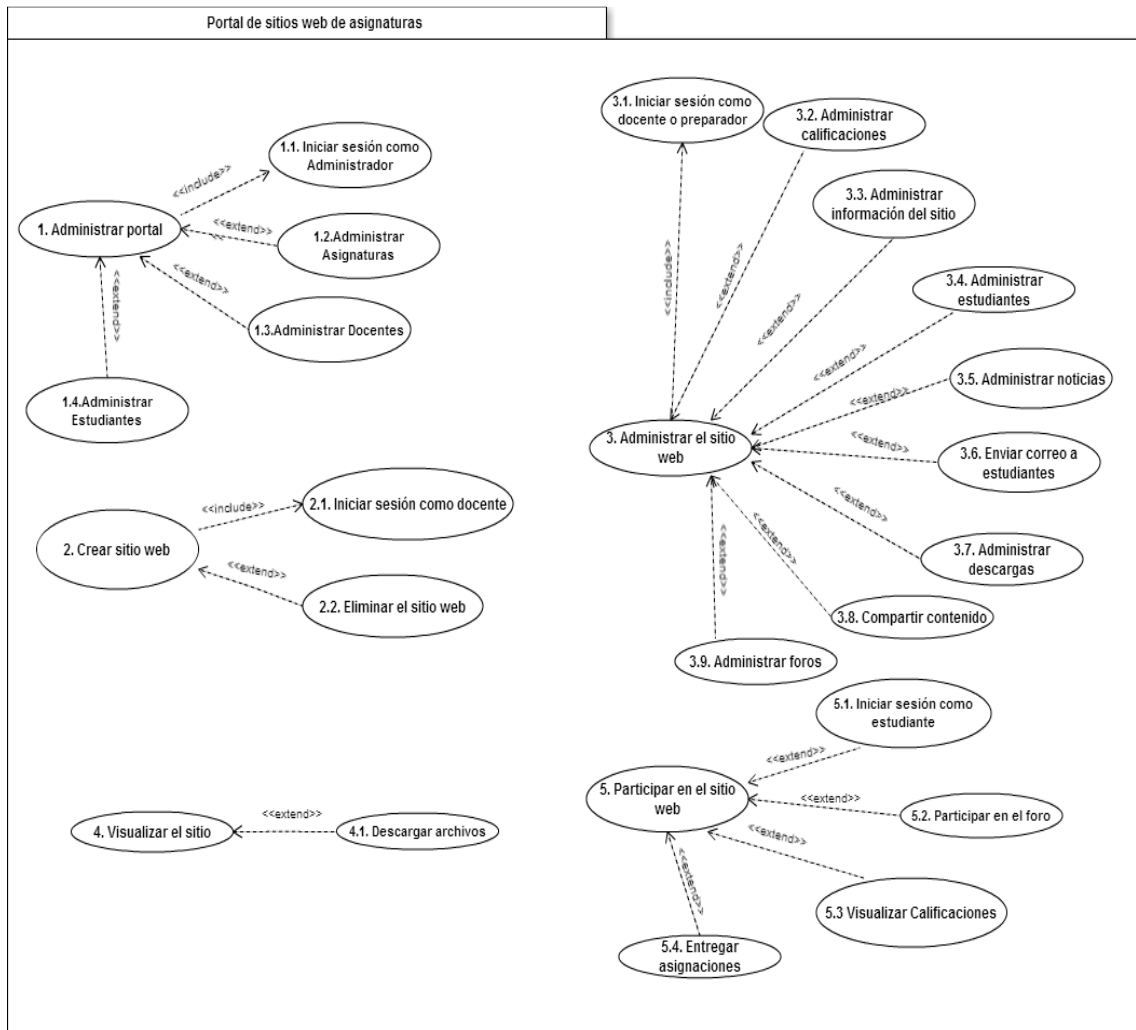 Portal de sitios web de asignaturas
1.1. Iniciar sesión como
Administrador
<<include>>
1. Administrar portal
<<extend>>
1.2.Administrar
Asignaturas
<<extend>>
1.3.Administrar Docentes
<<extend>>
1.4.Administrar
Estudiantes
2. Crear sitio web
<<include>>
2.1. Iniciar sesión como docente
<<extend>>
2.2. Eliminar el sitio web
3.1. Iniciar sesión como
docente o preparador
3.2. Administrar
calificaciones
3.3. Administrar
información del sitio
3.4. Administrar
estudiantes
3.5. Administrar noticias
3.6. Enviar correo a
estudiantes
3.7. Administrar
descargas
3.8. Compartir contenido
3.9. Administrar foros
3. Administrar el sitio
web
<<include>>
<<extend>>
<<extend>>
<<extend>>
<<extend>>
<<extend>>
<<extend>>
<<extend>>
<<extend>>
4. Visualizar el sitio
<<extend>>
4.1. Descargar archivos
5.1. Iniciar sesión como
estudiante
<<extend>>
5. Participar en el sitio
web
<<extend>>
5.2. Participar en el foro
<<extend>>
5.3 Visualizar Calificaciones
<<extend>>
5.4. Entregar
asignaciones